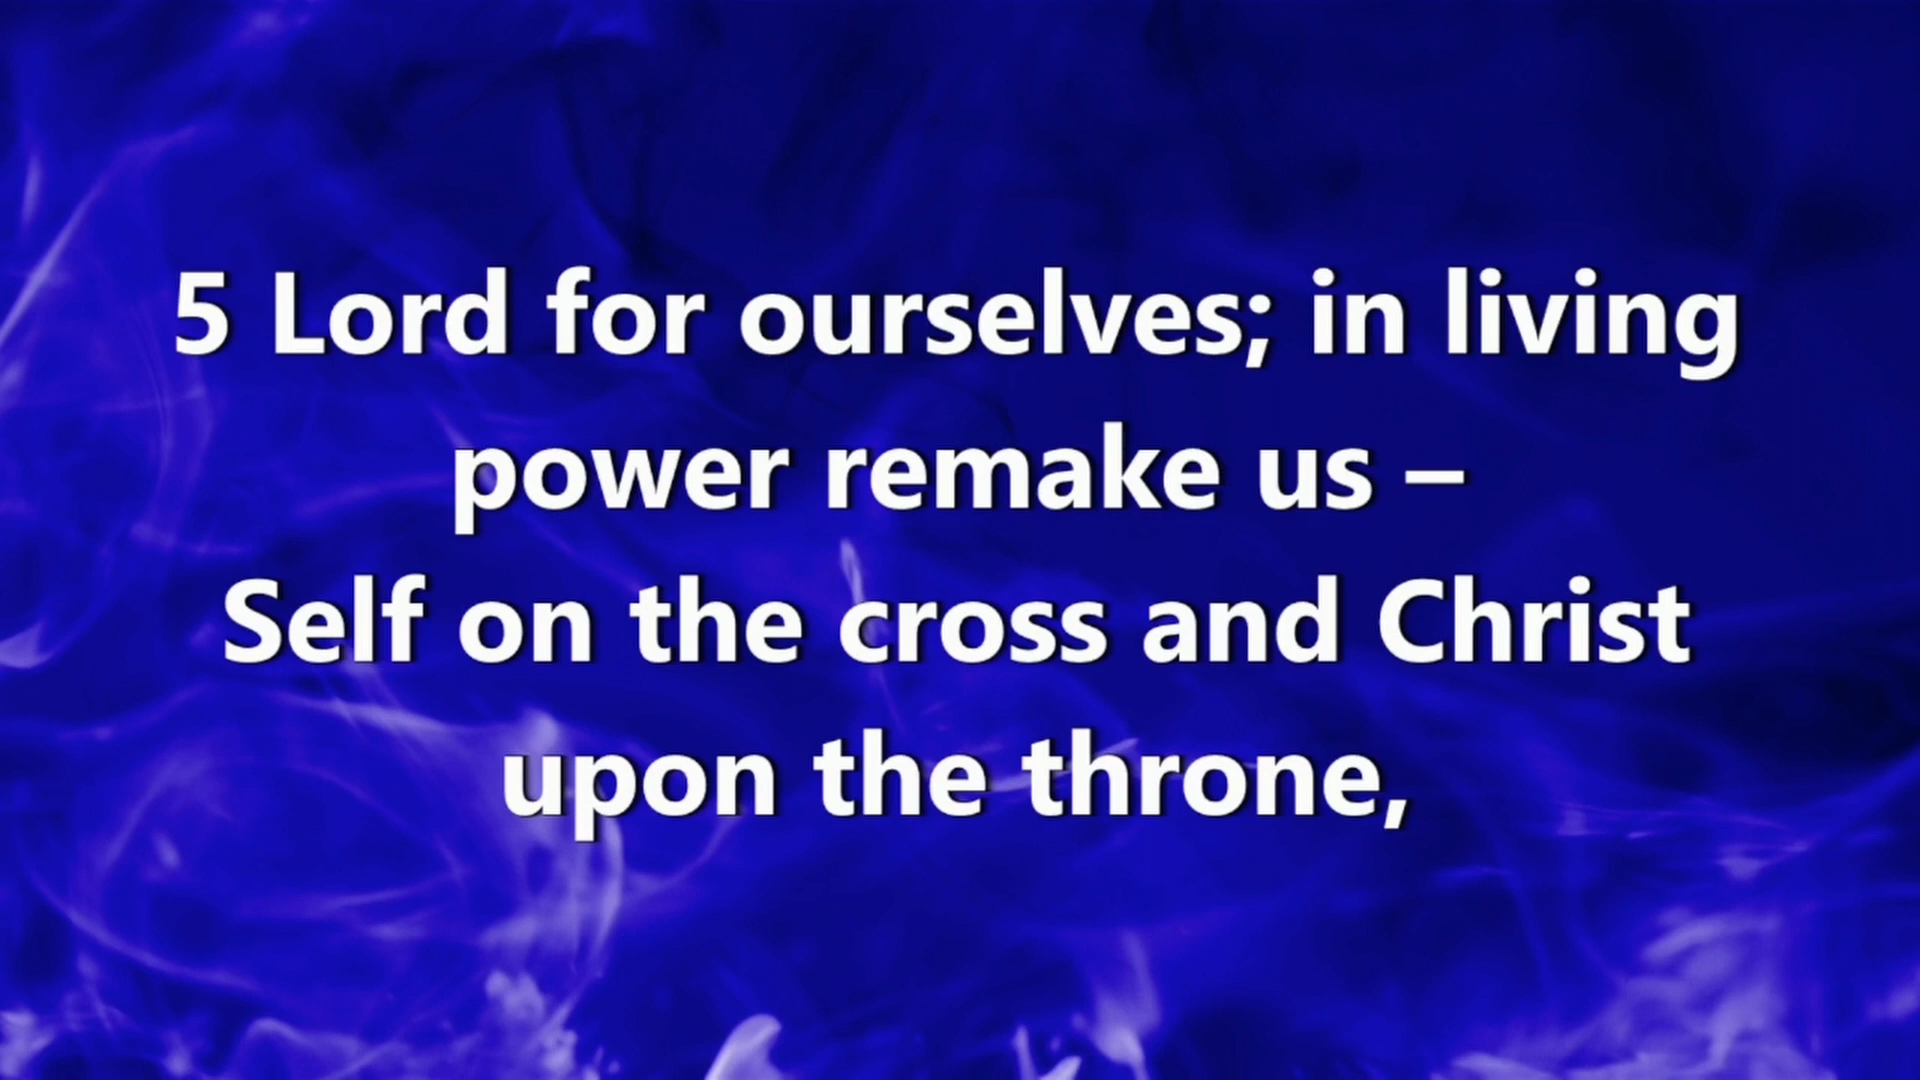 5 Lord for ourselves; in living
power remake us –
Self on the cross and Christ
upon the throne,